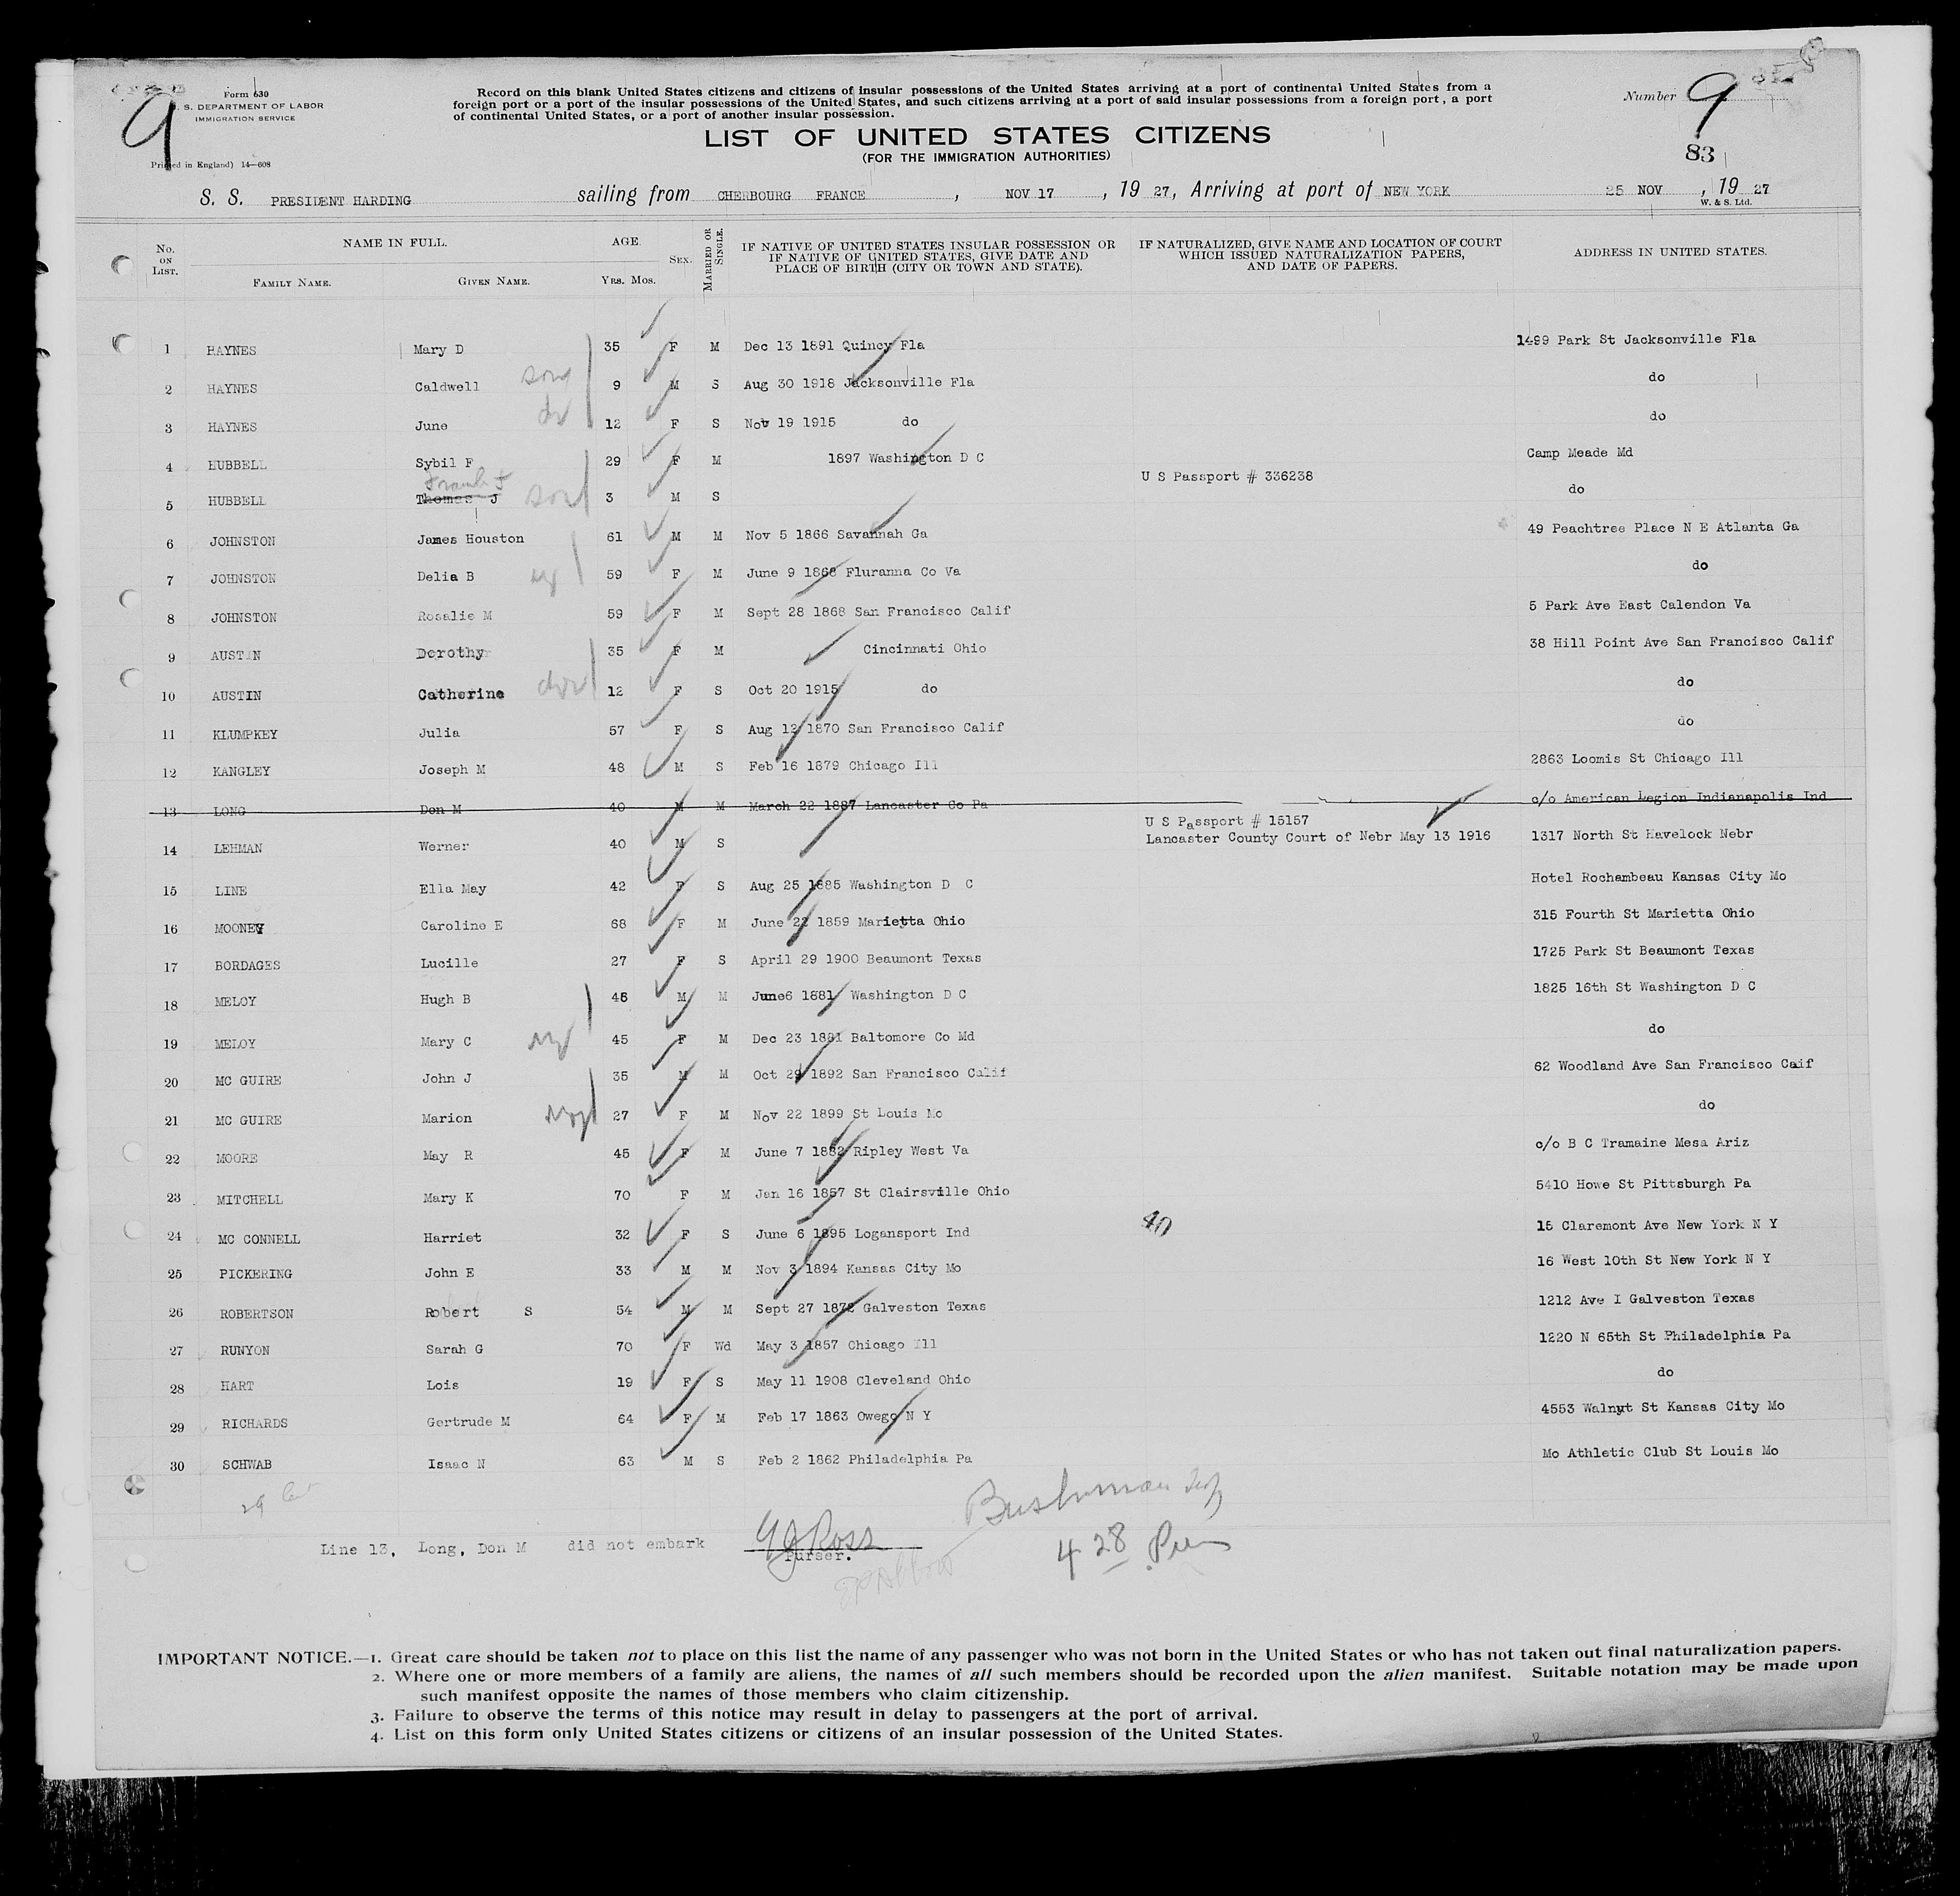 Form 630
U. S. DEPARTMENT OF LABOR
IMMIGRATION SERVICE
9
Printed in England) 14—608
Record on this blank United States citizens and citizens of insular possessions of the United States arriving at a port of continental United States from a
foreign port or a port of the insular possessions of the United States, and such citizens arriving at a port of said insular possessions from a foreign port, a port
of continental United States, or a port of another insular possession.
LIST OF UNITED STATES CITIZENS
(FOR THE IMMIGRATION AUTHORITIES)
Number 9
83
S. S. PRESIDENT HARDING sailing from CHERBOURG FRANCE , NOV 17 , 19 27, Arriving at port of NEW YORK 25 NOV , 19 27
W. & S. Ltd.
No. ON LIST. NAME IN FULL. FAMILY NAME. GIVEN NAME. AGE. YRS. MOS. SEX. MARRIED OR SINGLE. IF NATIVE OF UNITED STATES INSULAR POSSESSION OR IF NATIVE OF UNITED STATES, GIVE DATE AND PLACE OF BIRTH (CITY OR TOWN AND STATE). IF NATURALIZED, GIVE NAME AND LOCATION OF COURT WHICH ISSUED NATURALIZATION PAPERS, AND DATE OF PAPERS. ADDRESS IN UNITED STATES.
1 HAYNES Mary D 35 F M Dec 13 1891 Quincy Fla 1499 Park St Jacksonville Fla
2 HAYNES Caldwell son 9 M S Aug 30 1918 Jacksonville Fla do
3 HAYNES June 12 F S Nov 19 1915 do do
4 HUBBELL Sybil F 29 F M 1897 Washington D C Camp Meade Md
U S Passport # 336238
5 HUBBELL Thomas J Frank J son 3 M S do
6 JOHNSTON James Houston 61 M M Nov 5 1866 Savannah Ga 49 Peachtree Place N E Atlanta Ga
7 JOHNSTON Delia B 59 F M June 9 1868 Fluranna Co Va do
8 JOHNSTON Rosalie M 59 F M Sept 28 1868 San Francisco Calif 5 Park Ave East Calendon Va
9 AUSTIN Dorothy 35 F M Cincinnati Ohio 38 Hill Point Ave San Francisco Calif
10 AUSTIN Catherine 12 F S Oct 20 1915 do do
11 KLUMPKEY Julia 57 F S Aug 12 1870 San Francisco Calif do
12 KANGLEY Joseph M 48 M S Feb 16 1879 Chicago Ill 2863 Loomis St Chicago Ill
13 LONG Don M 40 M M March 22 1887 Lancaster Co Pa c/o American Legion Indianapolis Ind
U S Passport # 15157
14 LEHMAN Werner 40 M S Lancaster County Court of Nebr May 13 1916 1317 North St Havelock Nebr
15 LINE Ella May 42 F S Aug 25 1885 Washington D C Hotel Rochambeau Kansas City Mo
16 MOONEY Caroline E 68 F M June 22 1859 Marietta Ohio 315 Fourth St Marietta Ohio
17 BORDAGES Lucille 27 F S April 29 1900 Beaumont Texas 1725 Park St Beaumont Texas
18 MELOY Hugh B 46 M M June6 1881 Washington D C 1825 16th St Washington D C
19 MELOY Mary C 45 F M Dec 23 1881 Baltomore Co Md do
20 MC GUIRE John J 35 M M Oct 29 1892 San Francisco Calif 62 Woodland Ave San Francisco Caif
21 MC GUIRE Marion 27 F M Nov 22 1899 St Louis Mo do
22 MOORE May R 45 F M June 7 1882 Ripley West Va c/o B C Tramaine Mesa Ariz
23 MITCHELL Mary K 70 F M Jan 16 1857 St Clairsville Ohio 5410 Howe St Pittsburgh Pa
24 MC CONNELL Harriet 32 F S June 6 1895 Logansport Ind 40 15 Claremont Ave New York N Y
25 PICKERING John E 33 M M Nov 3 1894 Kansas City Mo 16 West 10th St New York N Y
26 ROBERTSON Robert S 54 M M Sept 27 1872 Galveston Texas 1212 Ave I Galveston Texas
27 RUNYON Sarah G 70 F Wd May 3 1857 Chicago Ill 1220 N 65th St Philadelphia Pa
28 HART Lois 19 F S May 11 1908 Cleveland Ohio do
29 RICHARDS Gertrude M 64 F M Feb 17 1863 Owego N Y 4553 Walnut St Kansas City Mo
30 SCHWAB Isaac N 63 M S Feb 2 1862 Philadelphia Pa Mo Athletic Club St Louis Mo
Bushman
Line 13, Long, Don M did not embark
Ross
Purser.
4 28
IMPORTANT NOTICE.—1. Great care should be taken not to place on this list the name of any passenger who was not born in the United States or who has not taken out final naturalization papers.
2. Where one or more members of a family are aliens, the names of all such members should be recorded upon the alien manifest. Suitable notation may be made upon
such manifest opposite the names of those members who claim citizenship.
3. Failure to observe the terms of this notice may result in delay to passengers at the port of arrival.
4. List on this form only United States citizens or citizens of an insular possession of the United States.